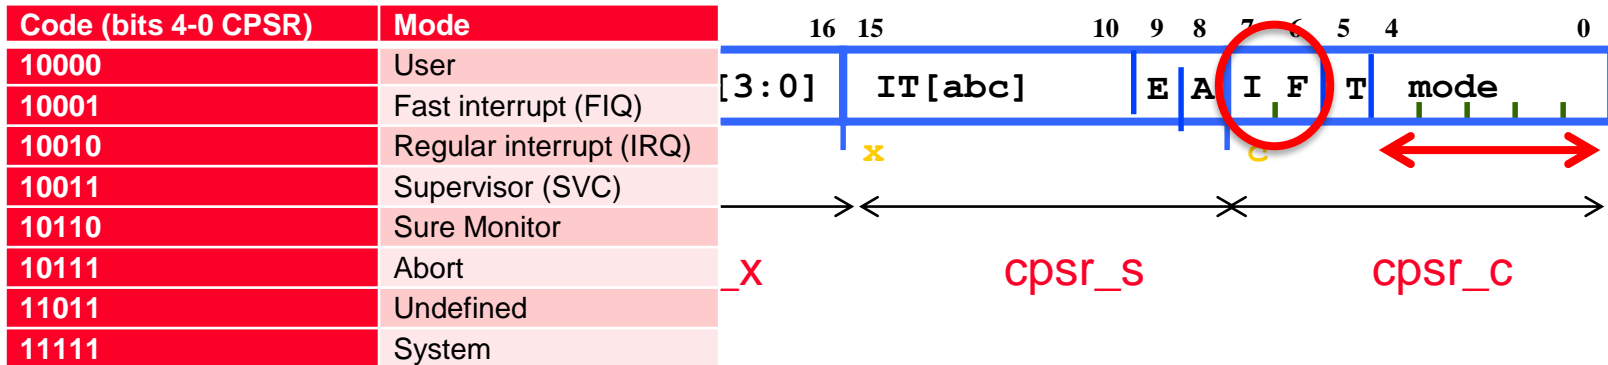 Code (bits 4-0 CPSR) Mode
10000 User
10001 Fast interrupt (FIQ)
10010 Regular interrupt (IRQ)
10011 Supervisor (SVC)
10110 Sure Monitor
10111 Abort
11011 Undefined
11111 System
16 15 10 9 8 7 6 5 4 0
[3:0] IT[abc] E A I F T mode
x c
_x cpsr_s cpsr_c